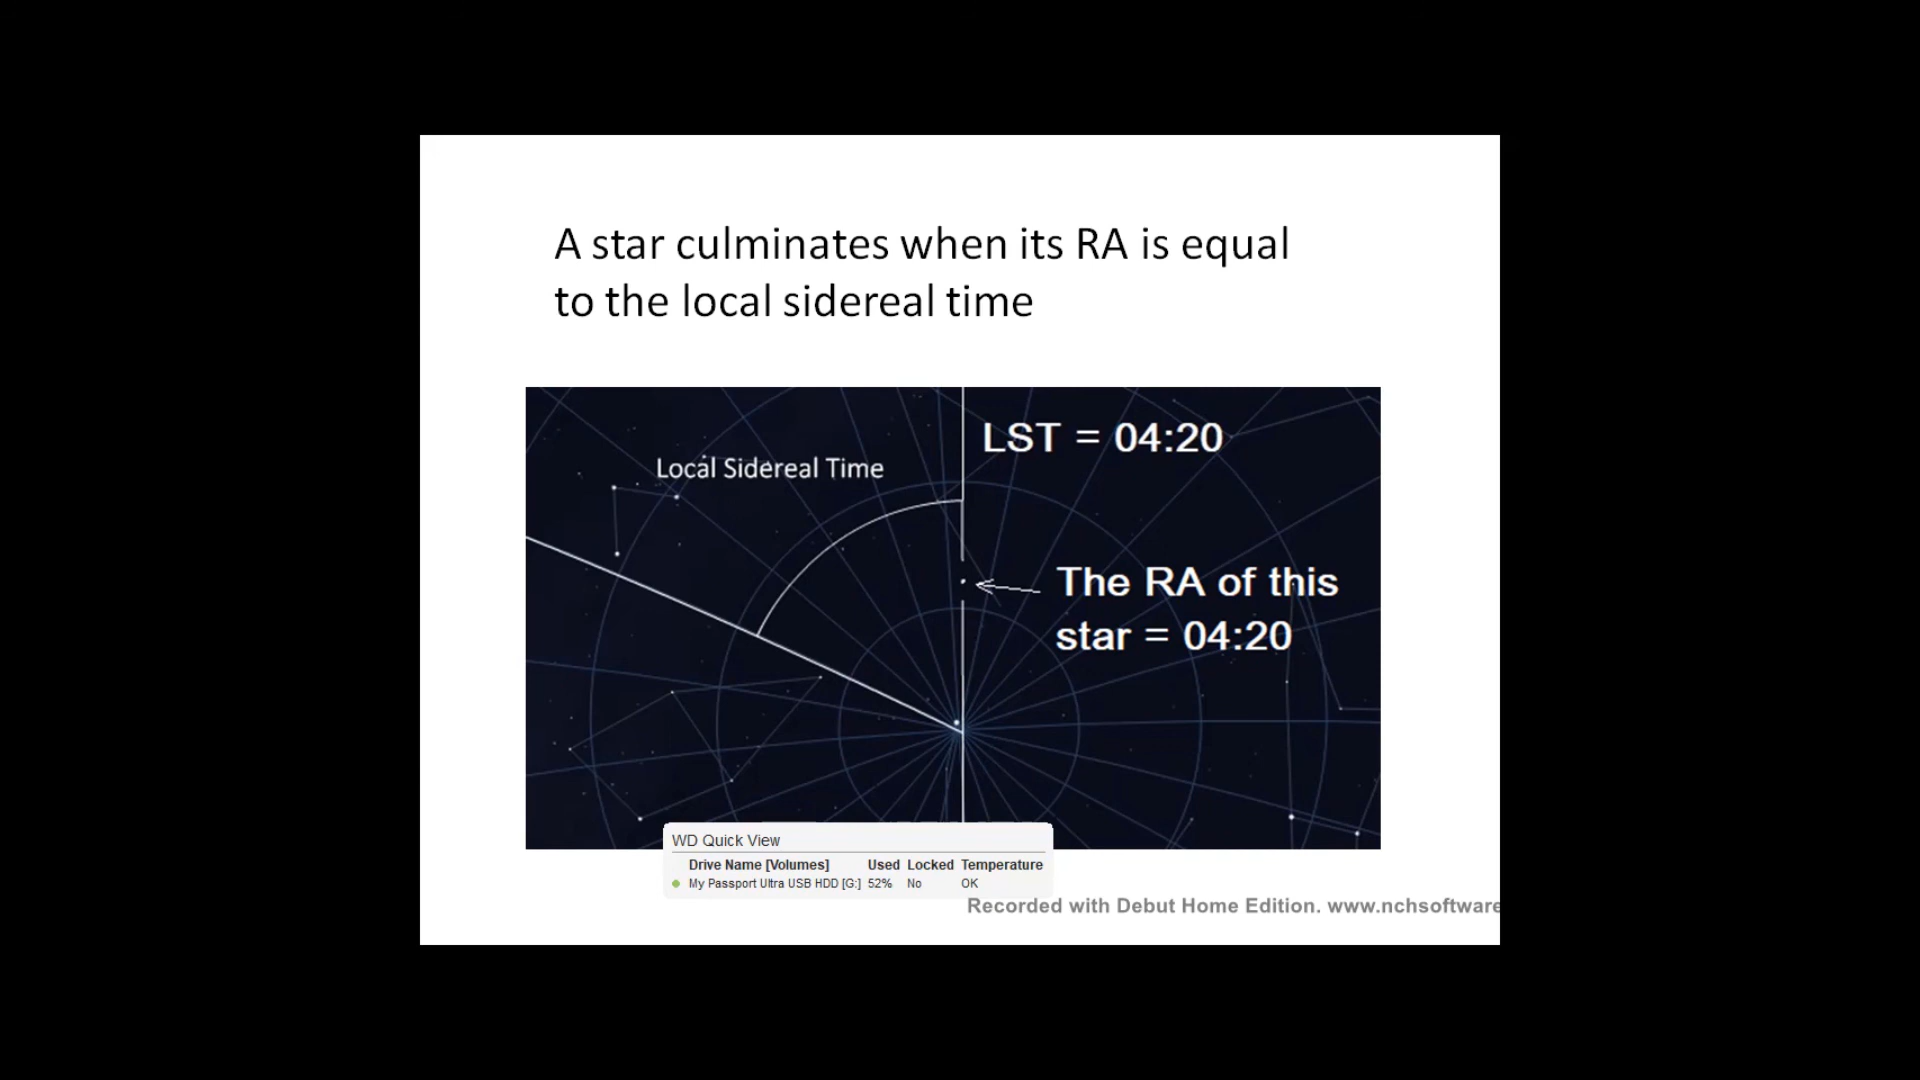 A star culminates when its RA is equal
to the local sidereal time
LST = 04:20
Local Sidereal Time
The RA of this
star = 04:20
WD Quick View
Drive Name [Volumes] Used Locked Temperature
My Passport Ultra USB HDD [G:] 52% No OK
Recorded with Debut Home Edition. www.nchsoftware